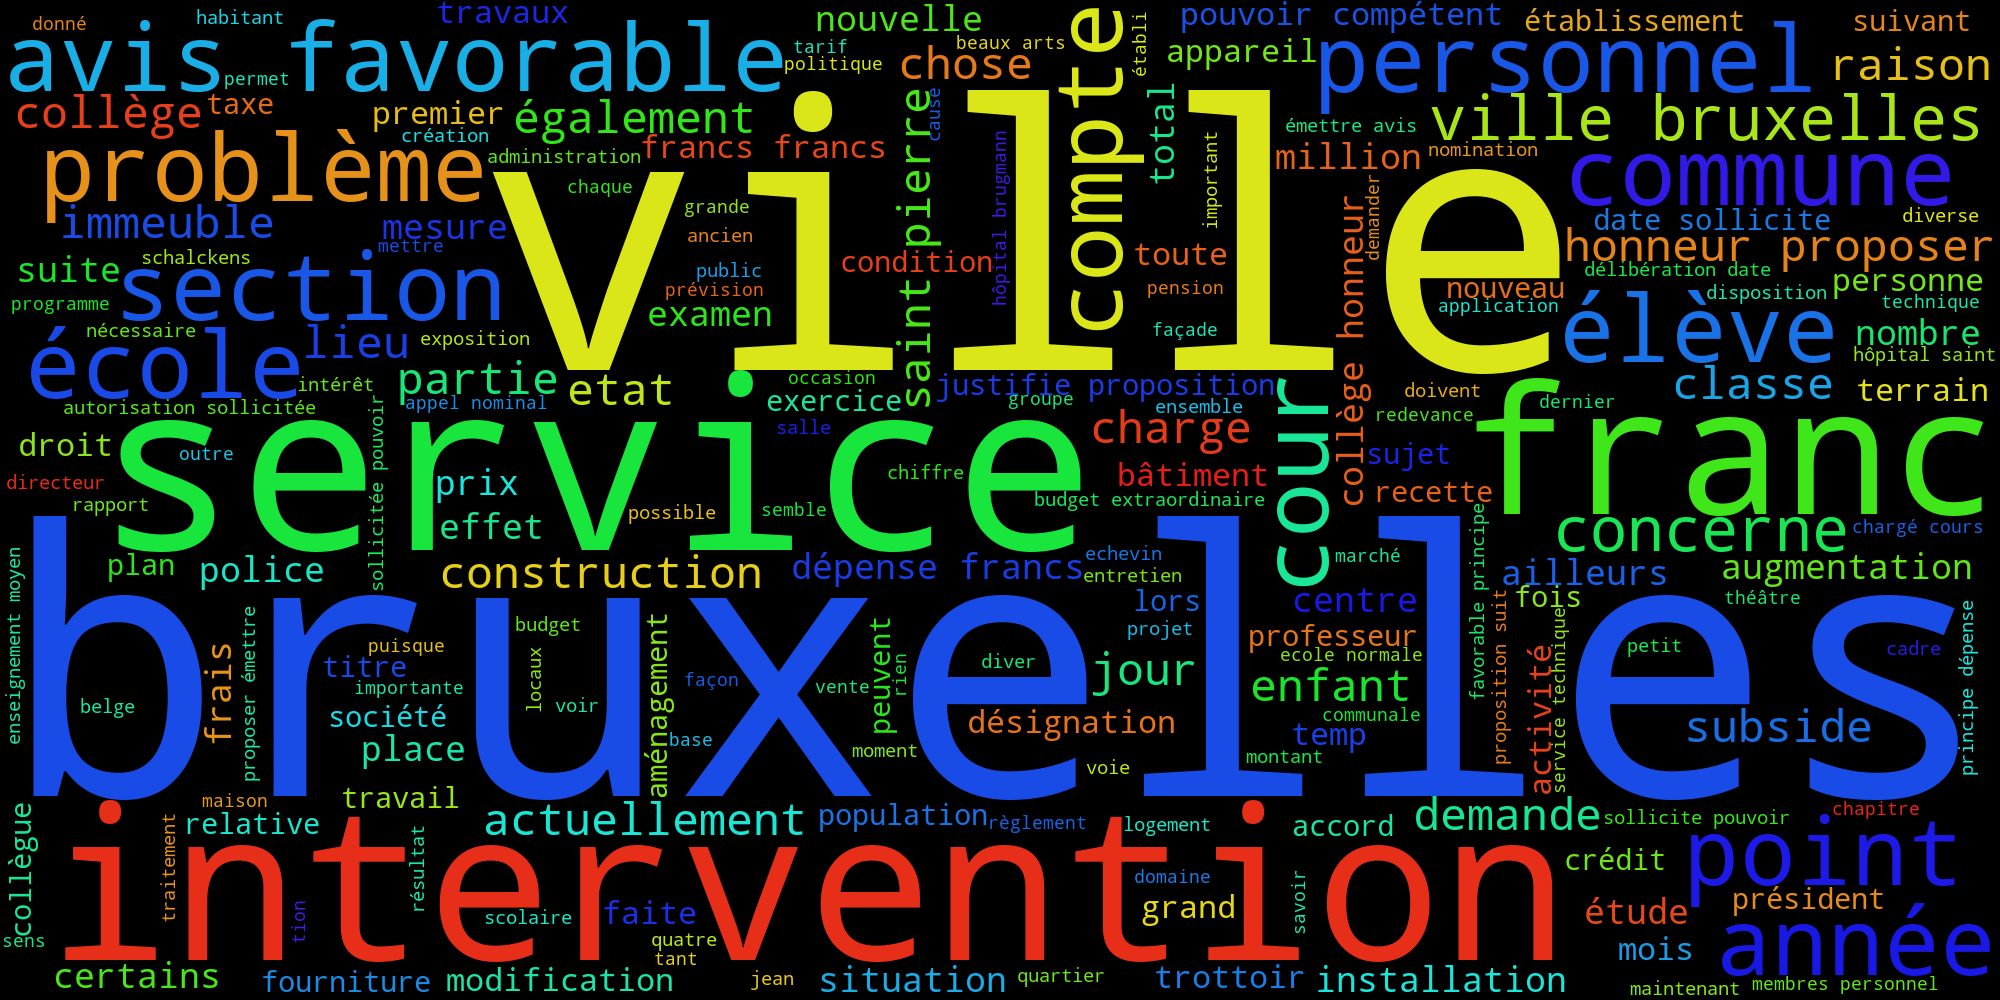 donné
habitant
travaux
nouvelle
pouvoir compétent
établissement
suivant
avis favorable
permet
tarif
politique
beaux arts
chose
compte
établi
appareil
personnel
raison
collège
taxe
premier
création
également
francs francs
saint pierre
cause
total
émettre avis
ville bruxelles
problème
administration
chaque
ville
hôpital brugmann
important
million
nomination
commune
immeuble
mesure
mettre
grande
ancien
public
prévision
condition
toute
pension
façade
collège honneur
demander
date sollicite
diverse
honneur proposer
suite
schalckens
section
programme
nécessaire
examen
nouveau
application
délibération date
disposition
personne
technique
école
lieu
exposition
élève
nombre
hôpital saint
intérêt
partie
etat
occasion
exercice
justifie proposition
groupe
ensemble
cour
doivent
redevance
classe
dernier
terrain
autorisation sollicitée
appel nominal
salle
droit
outre
service
charge
sujet
franc
directeur
rapport
sollicitée pouvoir
prix
effet
possible
semble
chiffre
bâtiment
budget extraordinaire
recette
concerne
chargé cours
plan
police
construction
dépense francs
echevin
entretien
marché
favorable principe
ailleurs
augmentation
enseignement moyen
bruxelles
proposer émettre
frais
puisque
titre
importante
société
place
budget
locaux
voir
aménagement
façon
base
vente
peuvent
rien
moment
diver
désignation
lors
projet
jour
voie
centre
professeur
ecole normale
enfant
communale
temp
montant
proposition suit
activité
service technique
fois
théâtre
petit
cadre
subside
principe dépense
belge
collègue
maison
relative
travail
actuellement
population
règlement
logement
accord
demande
sollicite pouvoir
chapitre
traitement
résultat
intervention
tion
scolaire
faite
quatre
tant
domaine
grand
savoir
crédit
point
étude
président
sens
mois
année
certains
fourniture
modification
jean
situation
quartier
trottoir
installation
maintenant
membres personnel